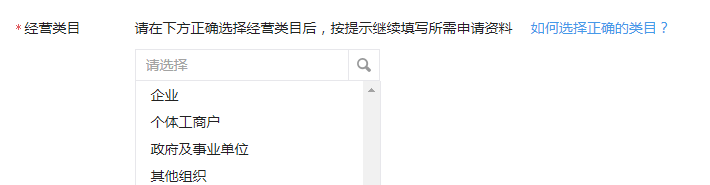 *经营类目 请在下方正确选择经营类目后，按提示继续填写所需申请资料 如何选择正确的类目？
请选择
企业
个体工商户
政府及事业单位
其他组织